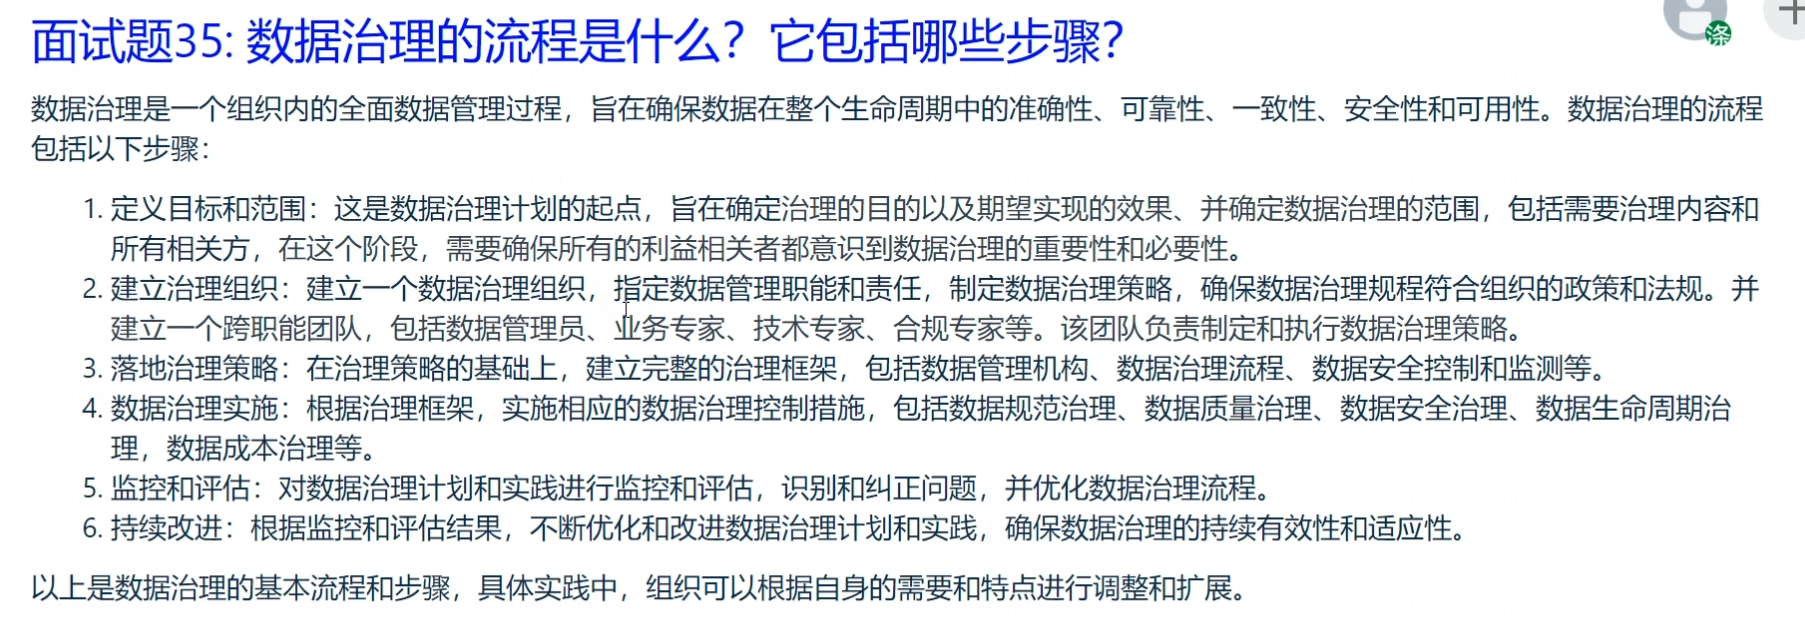 面试题35: 数据治理的流程是什么？它包括哪些步骤？
涤
数据治理是一个组织内的全面数据管理过程，旨在确保数据在整个生命周期中的准确性、可靠性、一致性、安全性和可用性。数据治理的流程
包括以下步骤：
1. 定义目标和范围：这是数据治理计划的起点，旨在确定治理的目的以及期望实现的效果、并确定数据治理的范围，包括需要治理内容和
所有相关方，在这个阶段，需要确保所有的利益相关者都意识到数据治理的重要性和必要性。
2. 建立治理组织：建立一个数据治理组织，指定数据管理职能和责任，制定数据治理策略，确保数据治理规程符合组织的政策和法规。并
建立一个跨职能团队，包括数据管理员、业务专家、技术专家、合规专家等。该团队负责制定和执行数据治理策略。
3. 落地治理策略：在治理策略的基础上，建立完整的治理框架，包括数据管理机构、数据治理流程、数据安全控制和监测等。
4. 数据治理实施：根据治理框架，实施相应的数据治理控制措施，包括数据规范治理、数据质量治理、数据安全治理、数据生命周期治
理，数据成本治理等。
5. 监控和评估：对数据治理计划和实践进行监控和评估，识别和纠正问题，并优化数据治理流程。
6. 持续改进：根据监控和评估结果，不断优化和改进数据治理计划和实践，确保数据治理的持续有效性和适应性。
以上是数据治理的基本流程和步骤，具体实践中，组织可以根据自身的需要和特点进行调整和扩展。